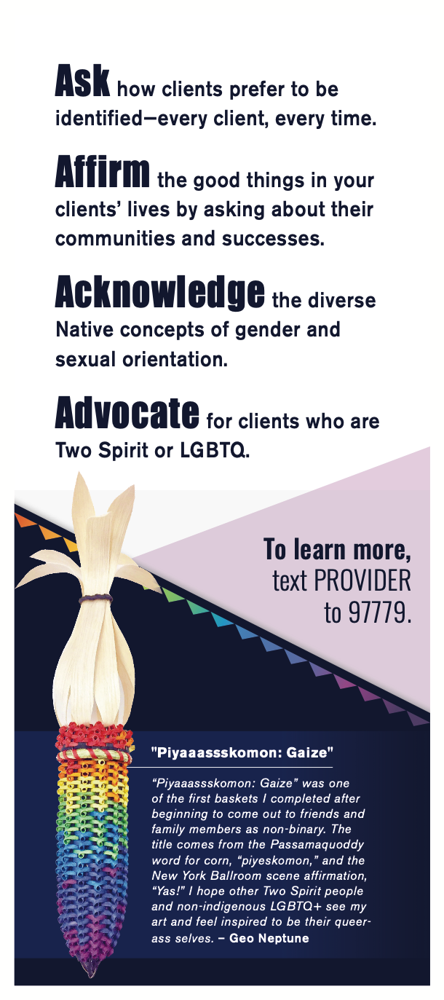 Ask how clients prefer to be
identified—every client, every time.
Affirm the good things in your
clients’ lives by asking about their
communities and successes.
Acknowledge the diverse
Native concepts of gender and
sexual orientation.
Advocate for clients who are
Two Spirit or LGBTQ.
To learn more,
text PROVIDER
to 97779.
"Piyaaassskomon: Gaize"
“Piyaaassskomon: Gaize” was one
of the first baskets I completed after
beginning to come out to friends and
family members as non-binary. The
title comes from the Passamaquoddy
word for corn, “piyeskomon,” and the
New York Ballroom scene affirmation,
“Yas!” I hope other Two Spirit people
and non-indigenous LGBTQ+ see my
art and feel inspired to be their queer-
ass selves. – Geo Neptune